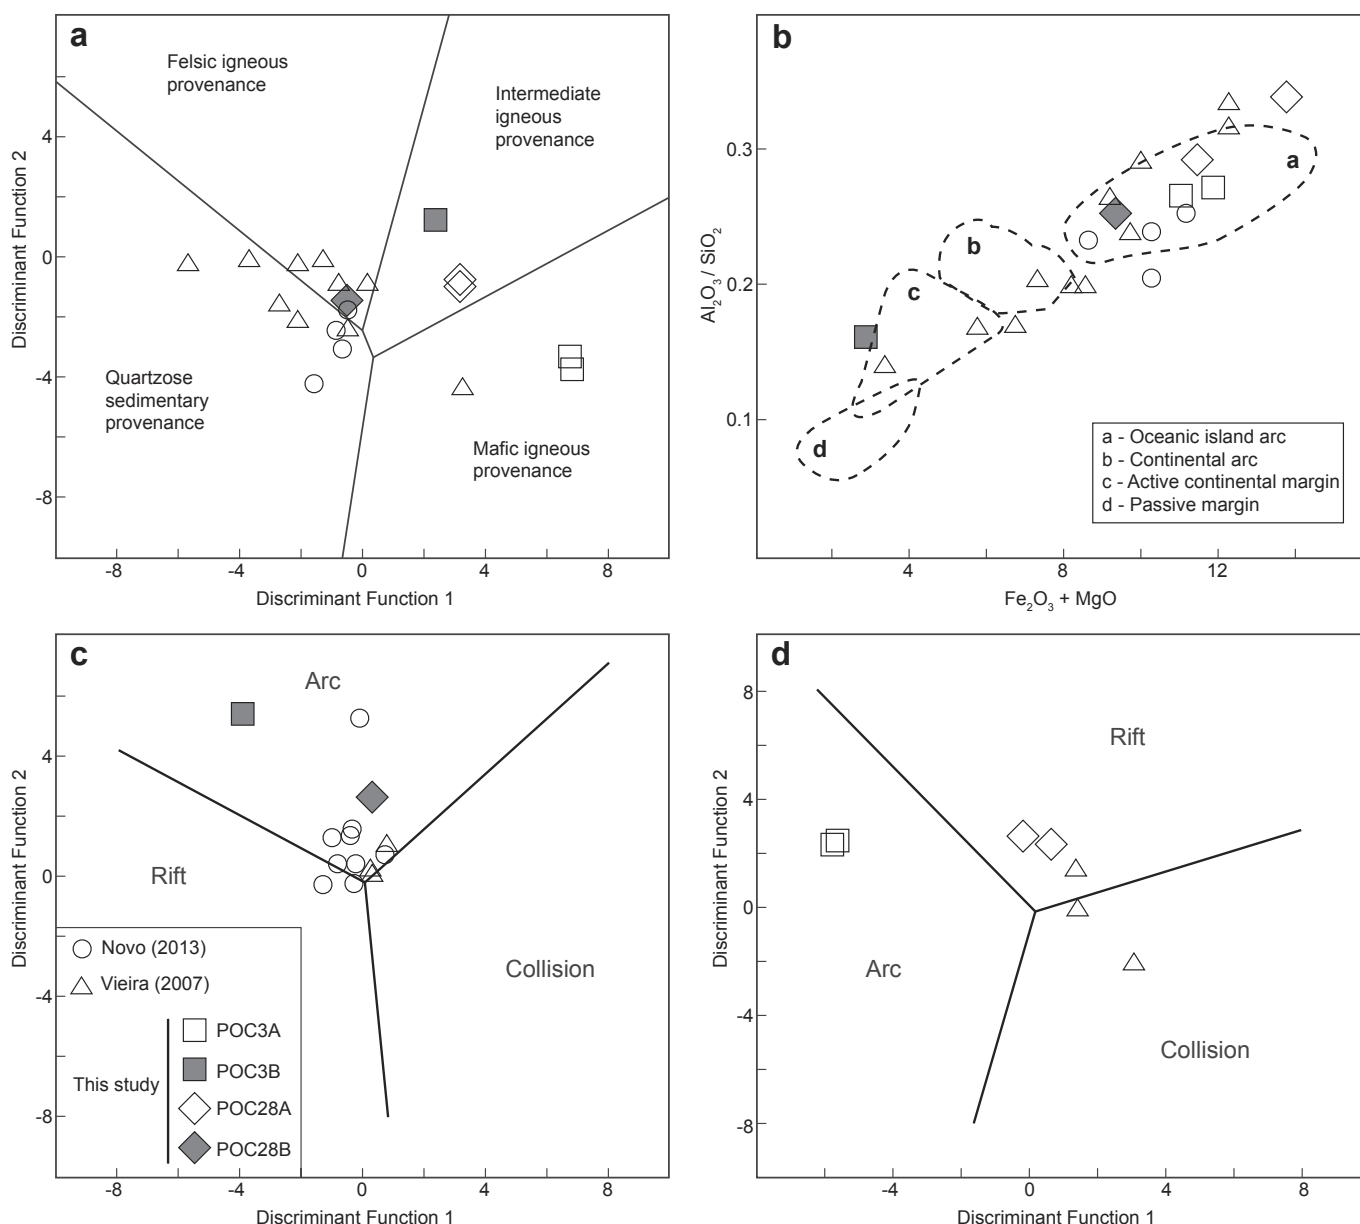 a
Felsic igneous
provenance
Intermediate
igneous
provenance
Quartzose
sedimentary
provenance
Mafic igneous
provenance
Discriminant Function 2
4
0
-4
-8
-8
-4
0
4
8
Discriminant Function 1
b
a
b
c
d
a - Oceanic island arc
b - Continental arc
c - Active continental margin
d - Passive margin
Al₂O₃ / SiO₂
0.3
0.2
0.1
4
8
12
Fe₂O₃ + MgO
c
Arc
Rift
Collision
Novo (2013)
Vieira (2007)
This study
POC3A
POC3B
POC28A
POC28B
Discriminant Function 2
4
0
-4
-8
-8
-4
0
4
8
Discriminant Function 1
d
Rift
Arc
Collision
Discriminant Function 2
8
4
0
-4
-8
-4
0
4
8
Discriminant Function 1